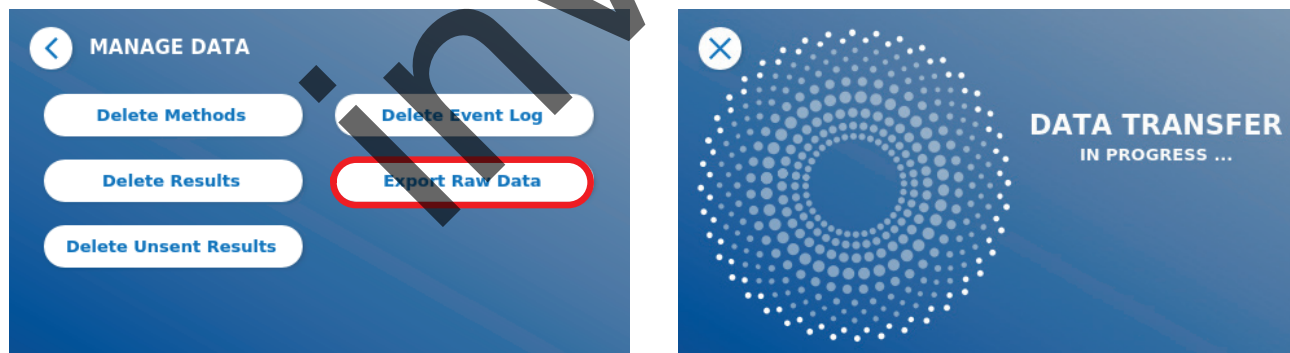 MANAGE DATA
Delete Methods
Delete Event Log
Delete Results
Export Raw Data
Delete Unsent Results
DATA TRANSFER
IN PROGRESS ...